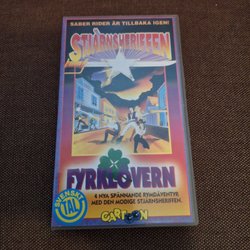 SABER RIDER ÄR TILLBAKA IGEN!
STJÄRNSHERIFFEN
FYRKLÖVERN
4 NYA SPÄNNANDE RYMDÄVENTYR
MED DEN MODIGE STJÄRNSHERIFFEN.
SVENSKT
TAL
CARTOON